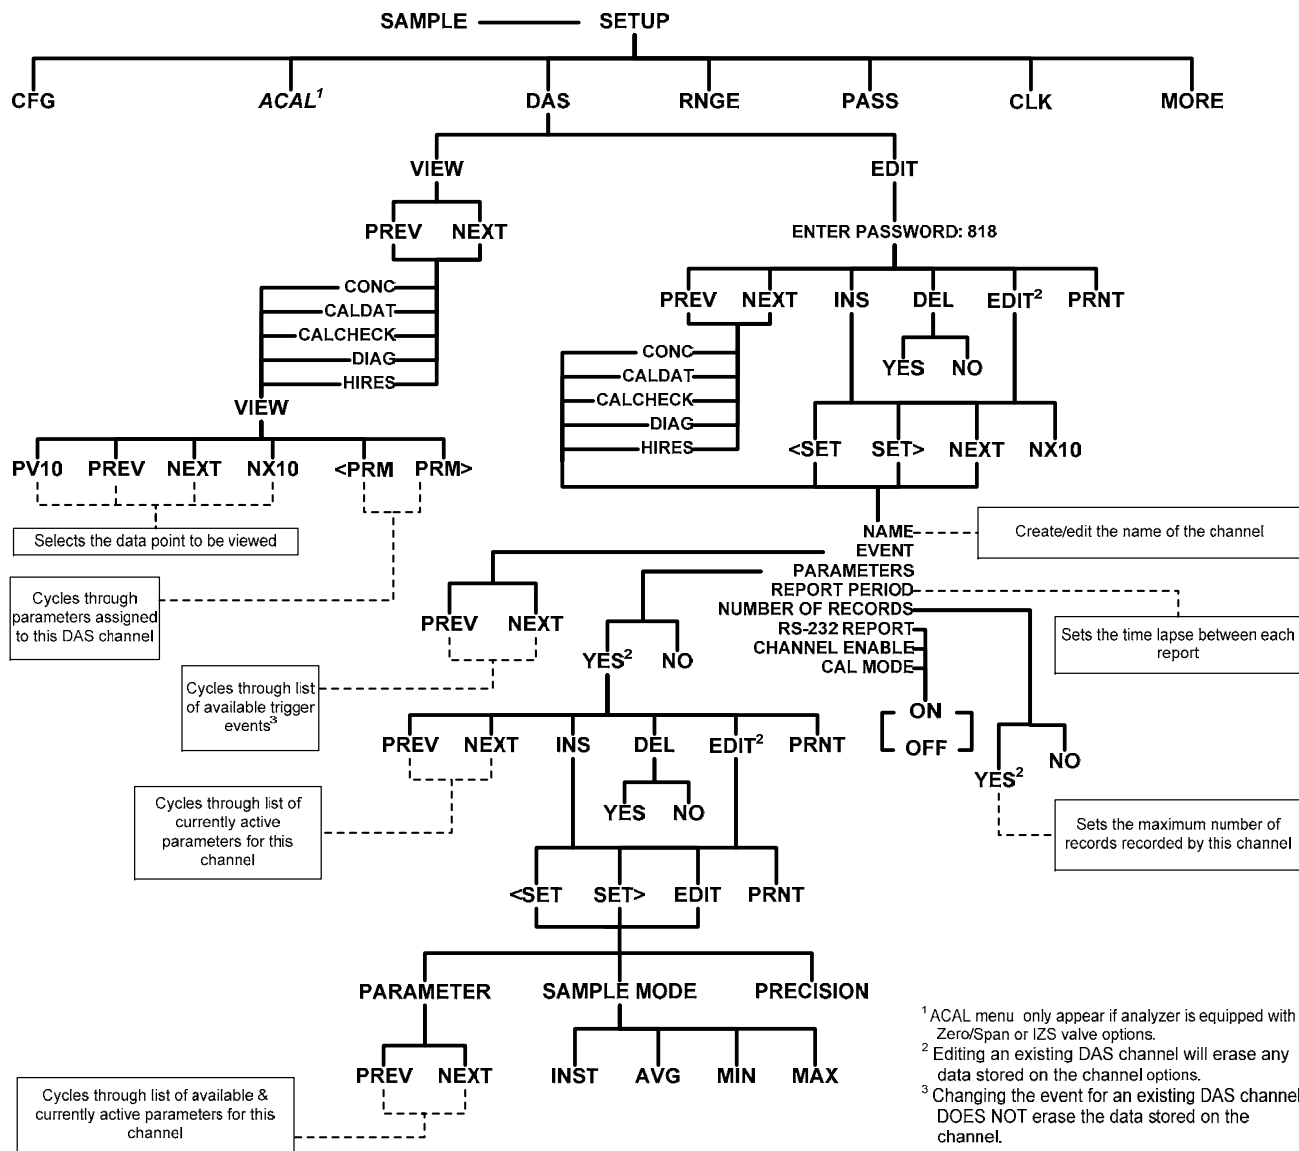 SAMPLE SETUP
CFG ACAL¹ DAS RNGE PASS CLK MORE
VIEW EDIT
PREV NEXT ENTER PASSWORD: 818
CONC
CALDAT
CALCHECK
DIAG
HIRES
VIEW
PV10 PREV NEXT NX10 <PRM PRM>
Selects the data point to be viewed
Cycles through
parameters assigned
to this DAS channel
PREV NEXT INS DEL EDIT² PRNT
YES NO
CONC
CALDAT
CALCHECK
DIAG
HIRES
<SET SET> NEXT NX10
NAME
EVENT
PARAMETERS
REPORT PERIOD
NUMBER OF RECORDS
RS-232 REPORT
CHANNEL ENABLE
CAL MODE
Create/edit the name of the channel
Sets the time lapse between each
report
PREV NEXT
Cycles through list
of available trigger
events³
YES² NO
ON
OFF
YES² NO
Sets the maximum number of
records recorded by this channel
PREV NEXT INS DEL EDIT² PRNT
Cycles through list of
currently active
parameters for this
channel
YES NO
<SET SET> EDIT PRNT
PARAMETER SAMPLE MODE PRECISION
PREV NEXT INST AVG MIN MAX
Cycles through list of available &
currently active parameters for this
channel
¹ ACAL menu only appear if analyzer is equipped with
Zero/Span or IZS valve options.
² Editing an existing DAS channel will erase any
data stored on the channel options.
³ Changing the event for an existing DAS channel
DOES NOT erase the data stored on the
channel.